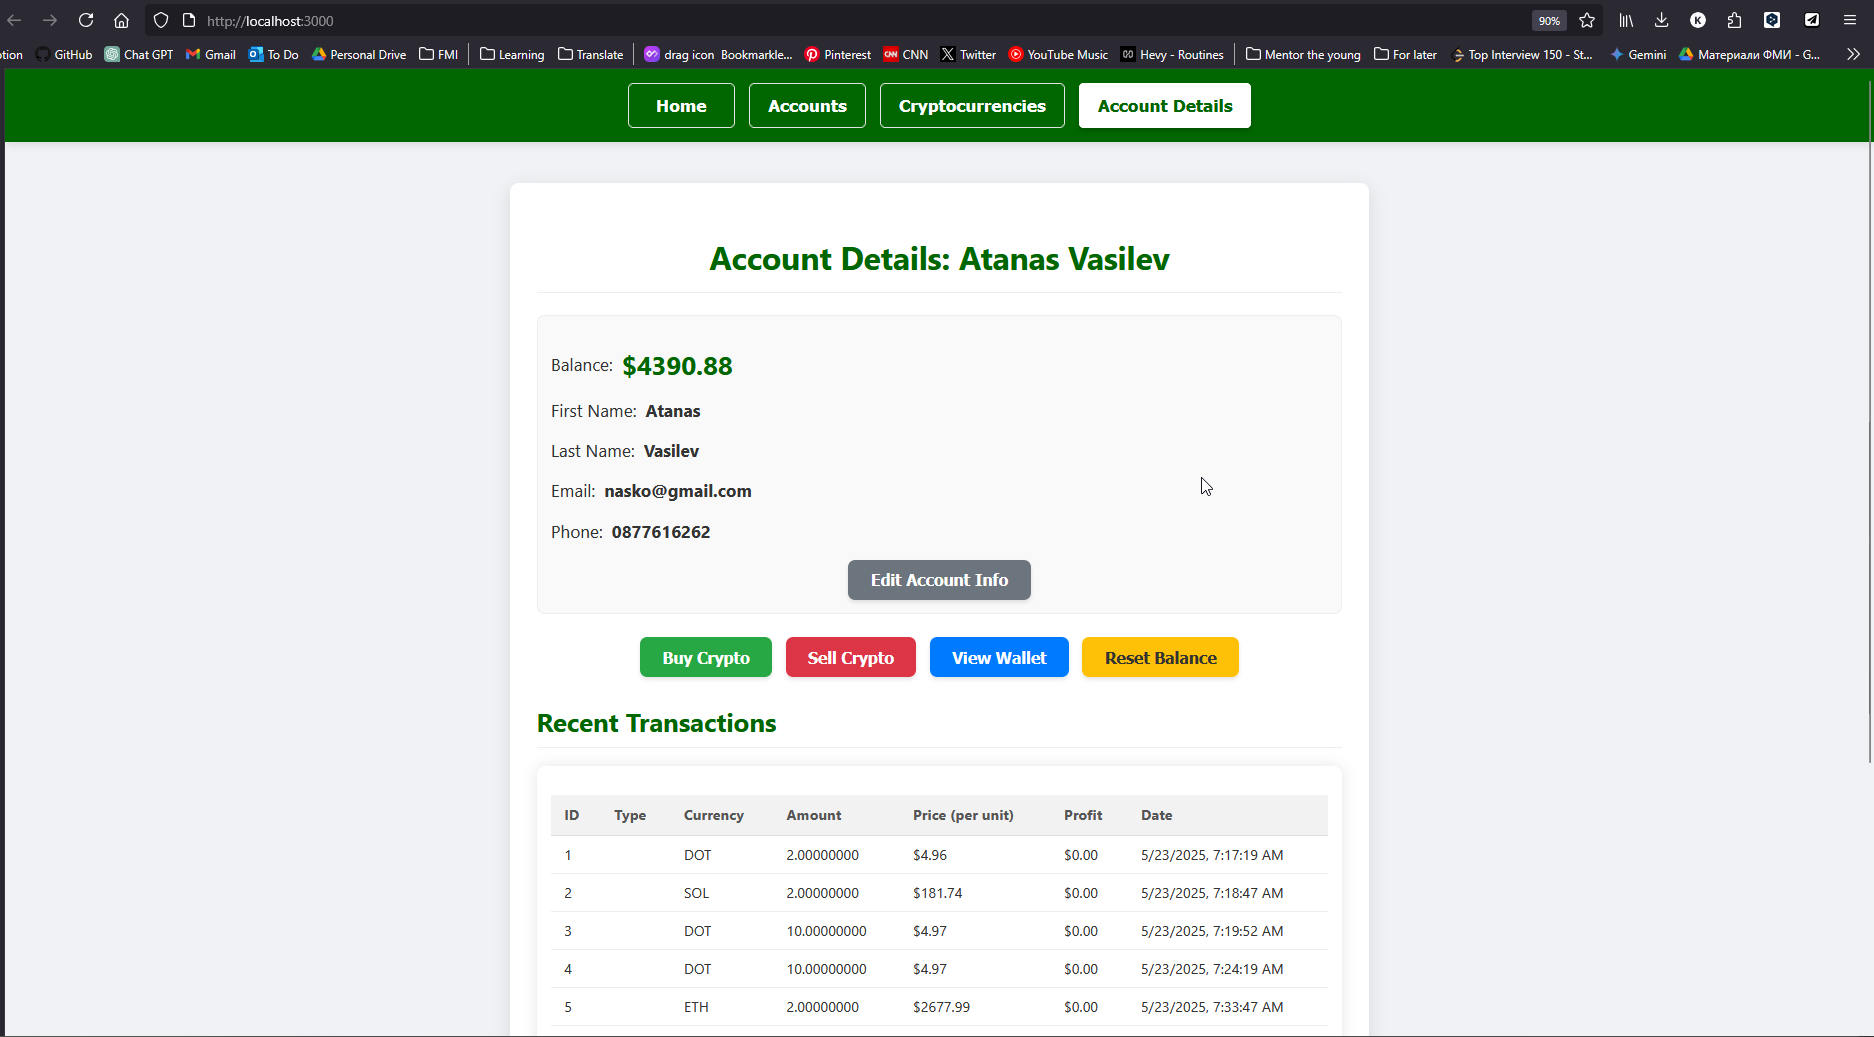 http://localhost:3000
90%
K
otion GitHub Chat GPT Gmail To Do Personal Drive FMI Learning Translate drag icon Bookmarkle... Pinterest CNN Twitter YouTube Music Hevy - Routines Mentor the young For later Top Interview 150 - St... Gemini Материали ФМИ - G...
Home Accounts Cryptocurrencies Account Details
Account Details: Atanas Vasilev
Balance: $4390.88
First Name: Atanas
Last Name: Vasilev
Email: nasko@gmail.com
Phone: 0877616262
Edit Account Info
Buy Crypto Sell Crypto View Wallet Reset Balance
Recent Transactions
ID Type Currency Amount Price (per unit) Profit Date
1 DOT 2.00000000 $4.96 $0.00 5/23/2025, 7:17:19 AM
2 SOL 2.00000000 $181.74 $0.00 5/23/2025, 7:18:47 AM
3 DOT 10.00000000 $4.97 $0.00 5/23/2025, 7:19:52 AM
4 DOT 10.00000000 $4.97 $0.00 5/23/2025, 7:24:19 AM
5 ETH 2.00000000 $2677.99 $0.00 5/23/2025, 7:33:47 AM